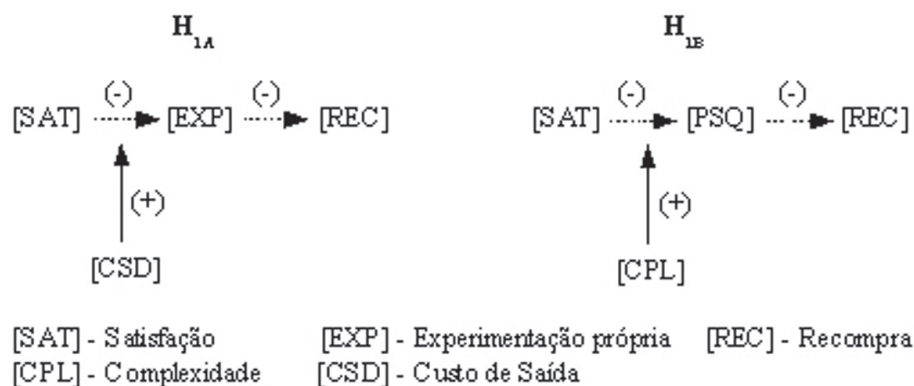 H1A H1B
(-) (-) (-) (-)
[SAT] [EXP] [REC] [SAT] [PSQ] [REC]
(+) (+)
[CSD] [CPL]
[SAT] - Satisfação [EXP] - Experimentação própria [REC] - Recompra
[CPL] - Complexidade [CSD] - Custo de Saída